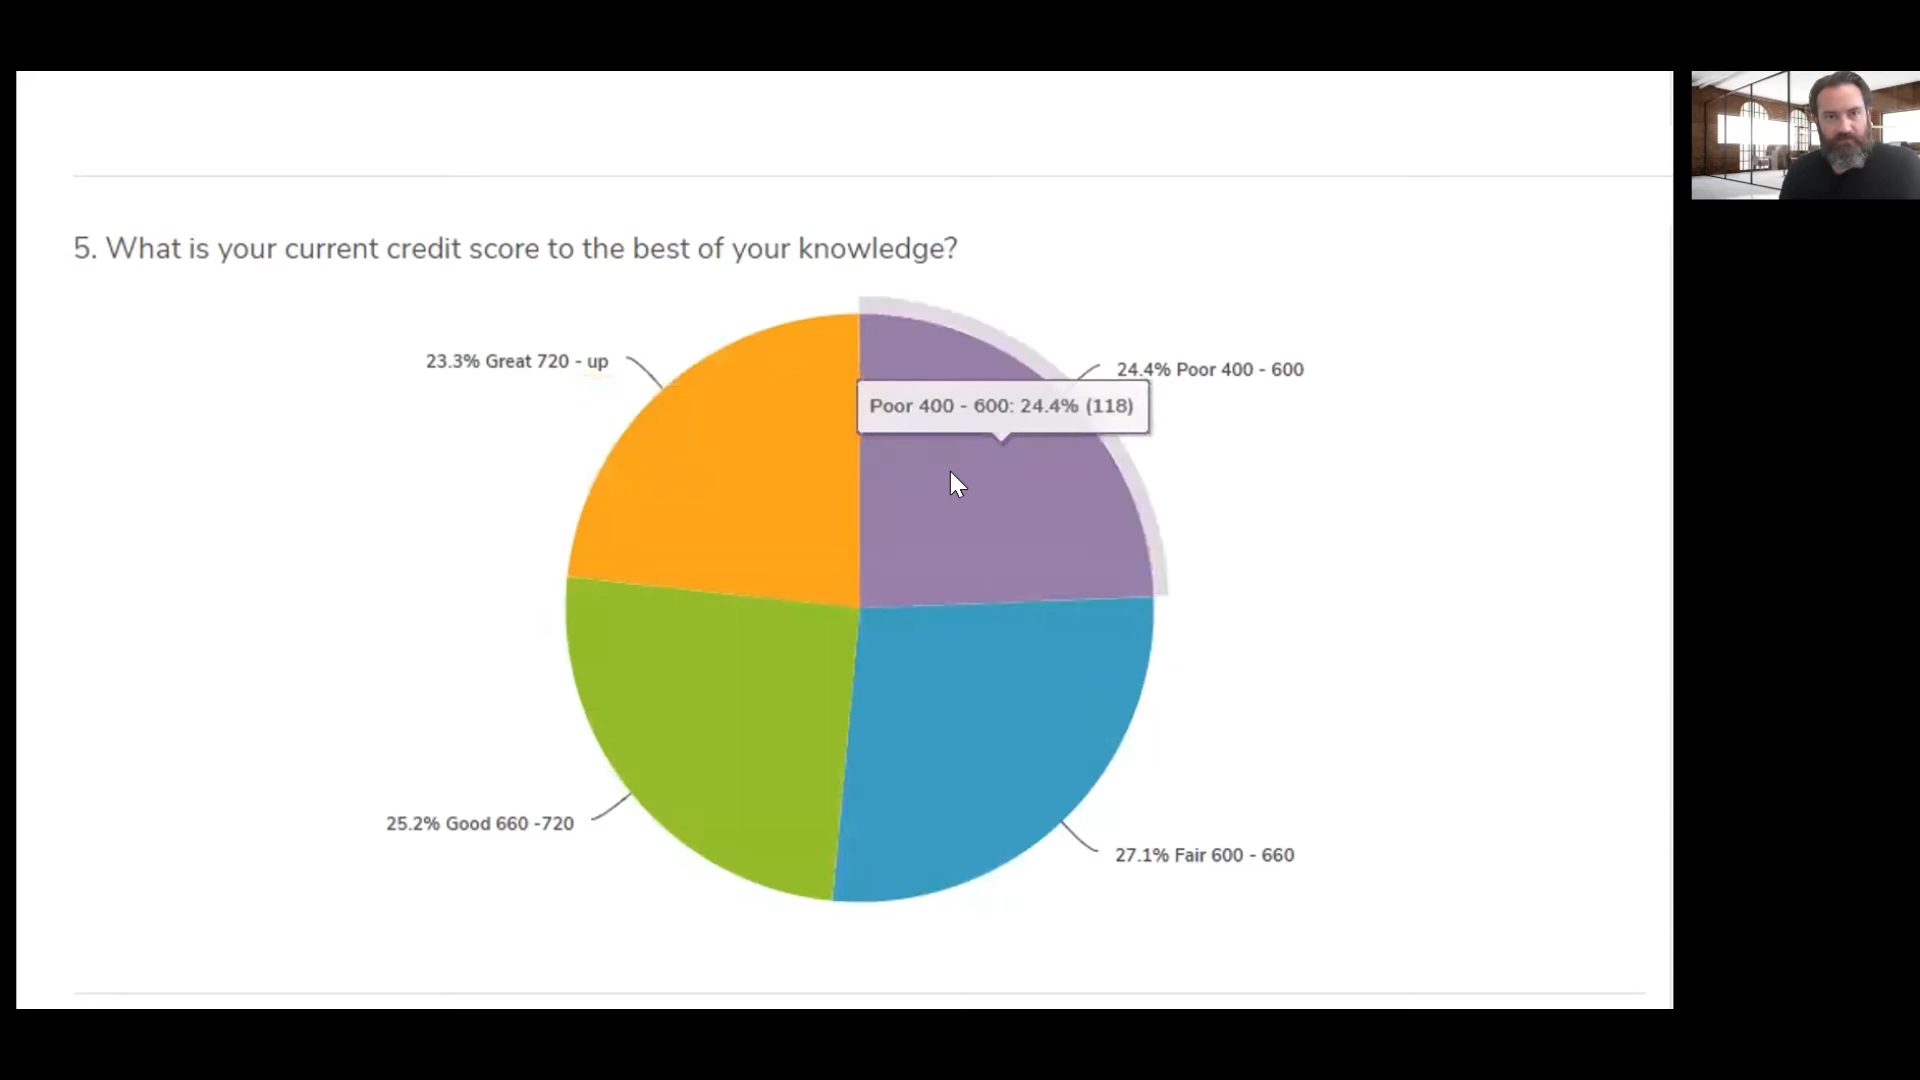 5. What is your current credit score to the best of your knowledge?
23.3% Great 720 - up
24.4% Poor 400 - 600
Poor 400 - 600: 24.4% (118)
25.2% Good 660 -720
27.1% Fair 600 - 660